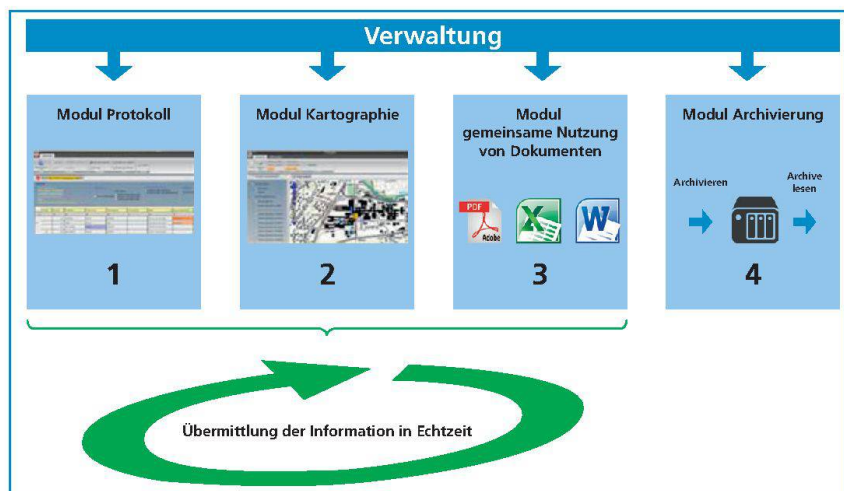 Verwaltung
Modul Protokoll
1
Modul Kartographie
2
Modul
gemeinsame Nutzung
von Dokumenten
PDF
Adobe
X
W
3
Modul Archivierung
Archivieren
Archive
lesen
4
Übermittlung der Information in Echtzeit